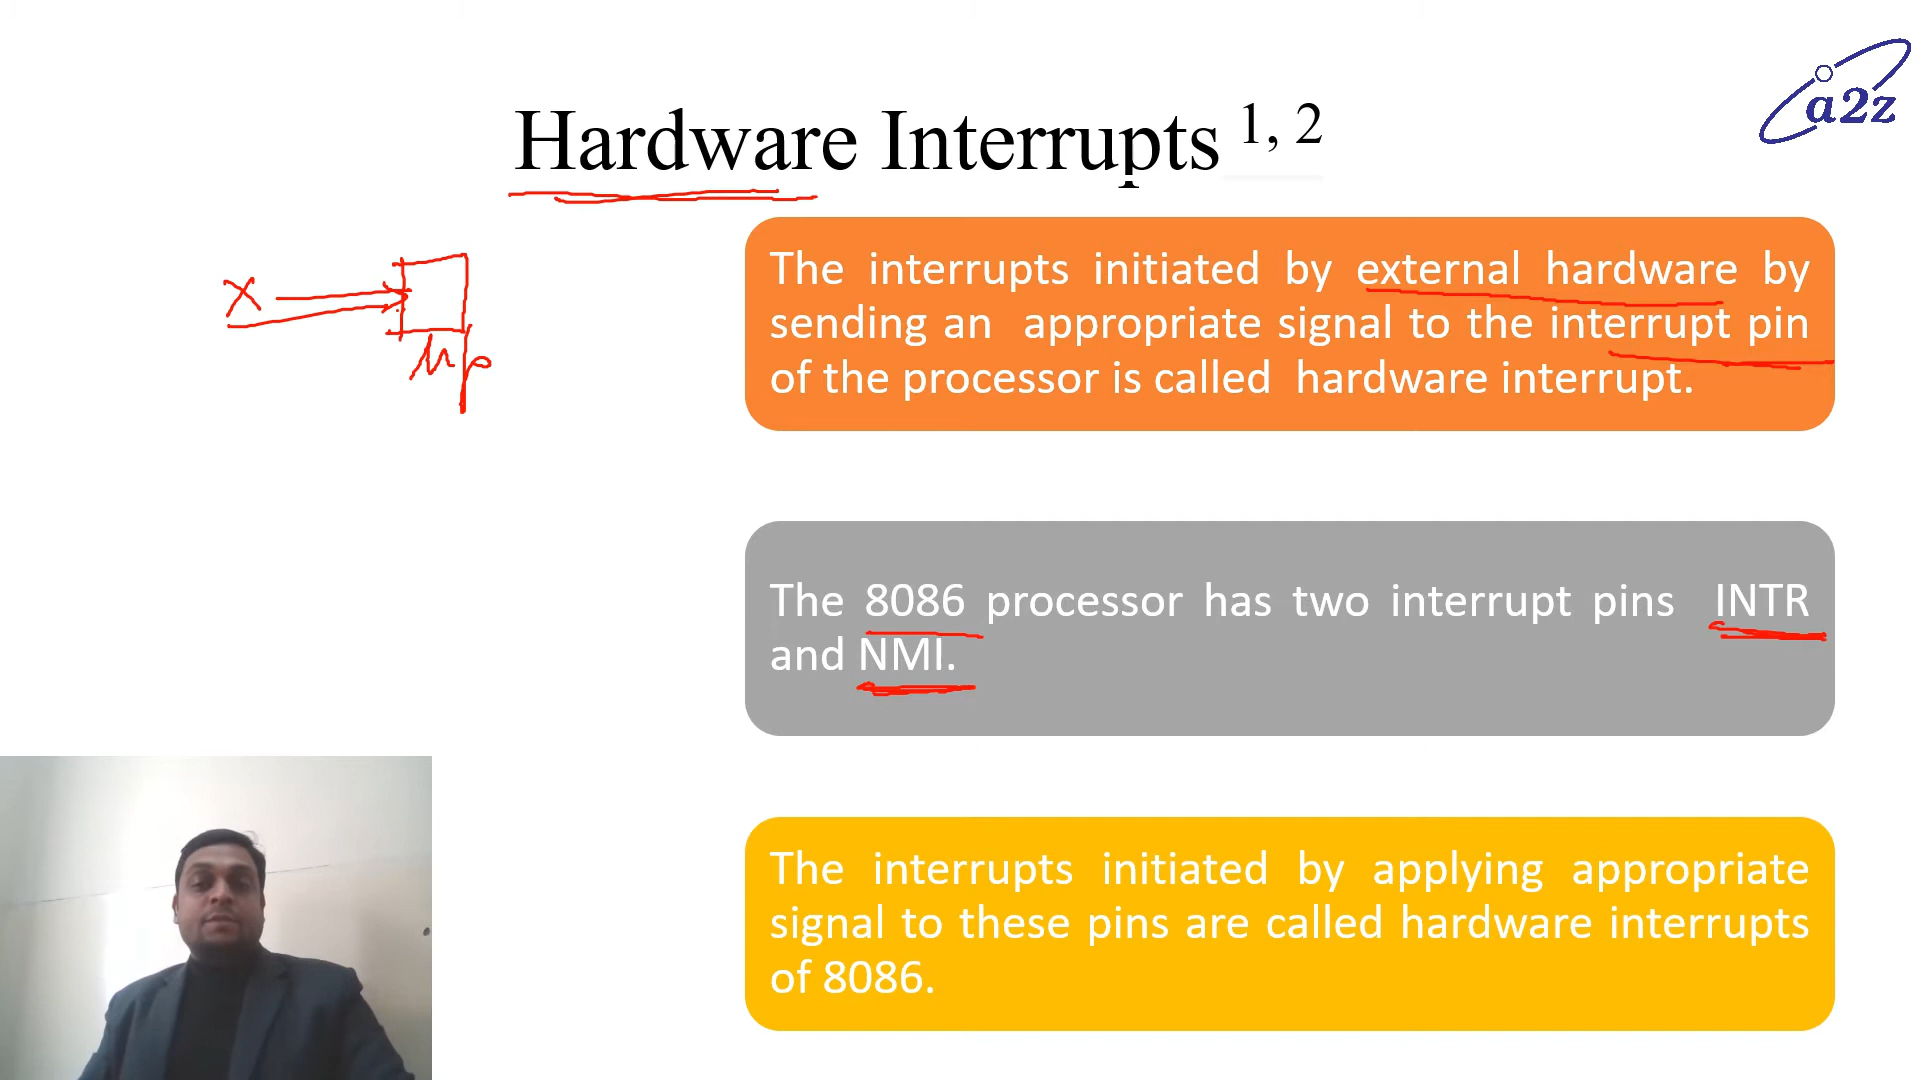 a2z
Hardware Interrupts 1, 2
X
μp
The interrupts initiated by external hardware by
sending an appropriate signal to the interrupt pin
of the processor is called hardware interrupt.
The 8086 processor has two interrupt pins INTR
and NMI.
The interrupts initiated by applying appropriate
signal to these pins are called hardware interrupts
of 8086.